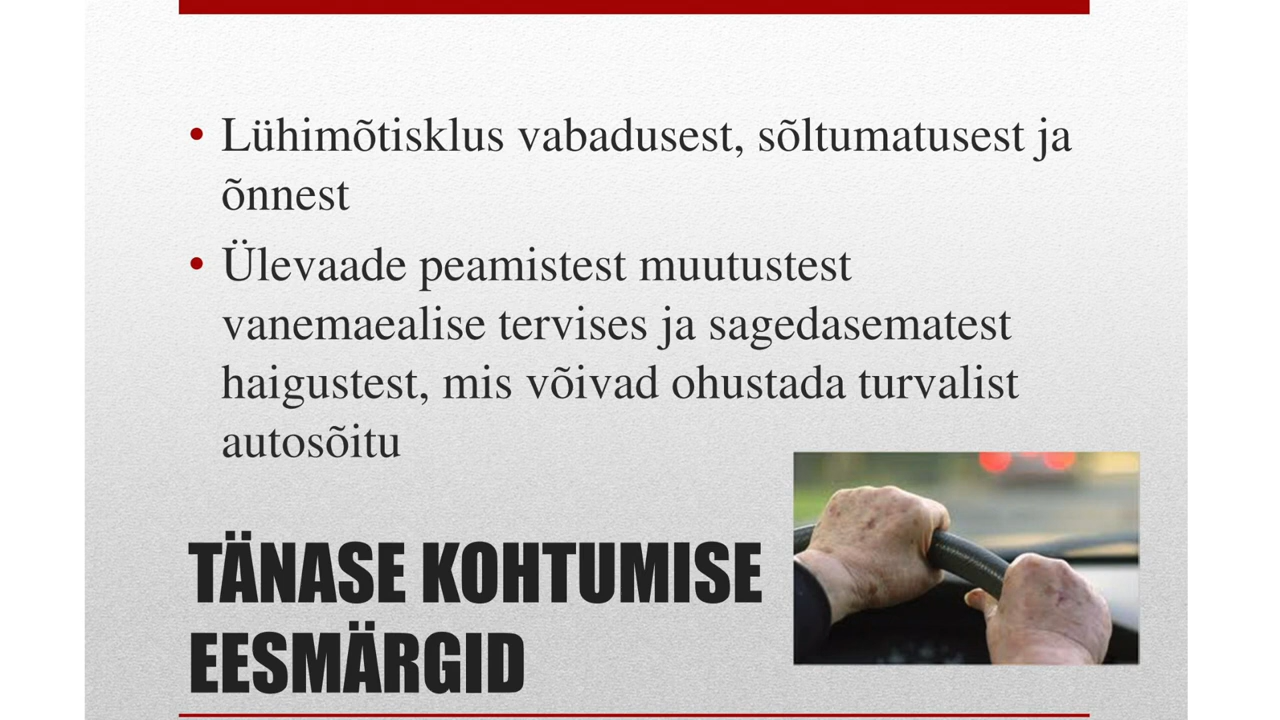 • Lühimõtisklus vabadusest, sõltumatusest ja
õnnest
• Ülevaade peamistest muutustest
vanemaealise tervises ja sagedasematest
haigustest, mis võivad ohustada turvalist
autosõitu
TÄNASE KOHTUMISE
EESMÄRGID